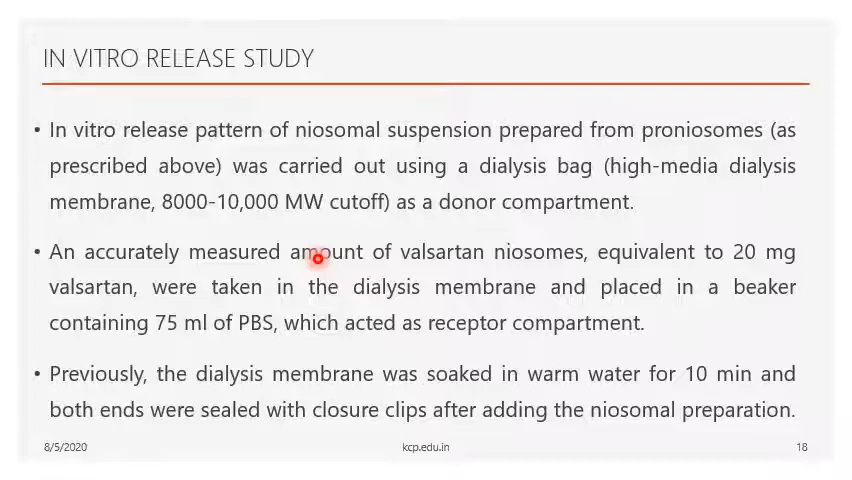 IN VITRO RELEASE STUDY
• In vitro release pattern of niosomal suspension prepared from proniosomes (as
prescribed above) was carried out using a dialysis bag (high-media dialysis
membrane, 8000-10,000 MW cutoff) as a donor compartment.
• An accurately measured amount of valsartan niosomes, equivalent to 20 mg
valsartan, were taken in the dialysis membrane and placed in a beaker
containing 75 ml of PBS, which acted as receptor compartment.
• Previously, the dialysis membrane was soaked in warm water for 10 min and
both ends were sealed with closure clips after adding the niosomal preparation.
8/5/2020 kcp.edu.in 18